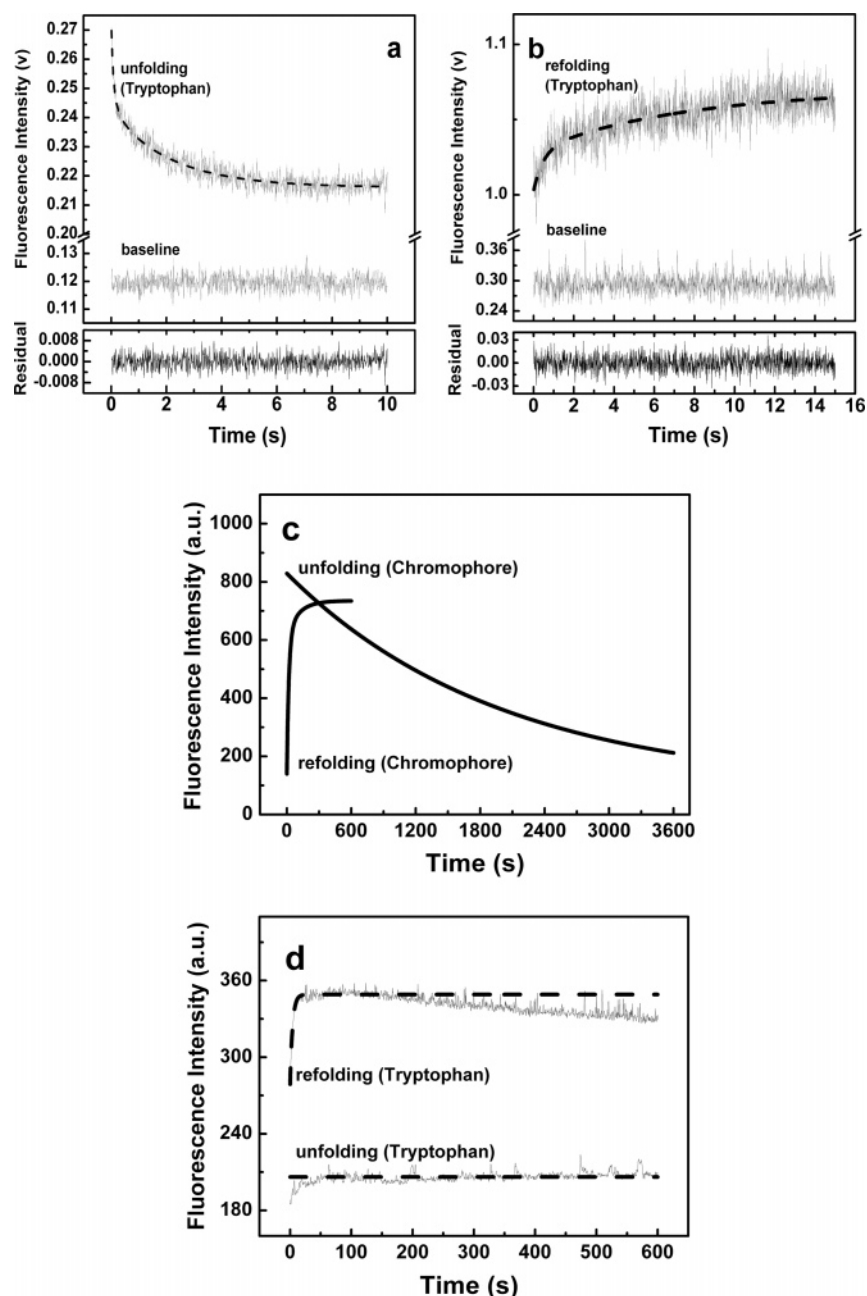 a
Fluorescence Intensity (v)
0.27
0.26
0.25
0.24
0.23
0.22
0.21
0.20
0.13
0.12
0.11
unfolding
(Tryptophan)
baseline
Residual
0.008
0.000
-0.008
0 2 4 6 8 10
Time (s)
b
Fluorescence Intensity (v)
1.1
1.0
0.36
0.30
0.24
refolding
(Tryptophan)
baseline
Residual
0.03
0.00
-0.03
0 2 4 6 8 10 12 14 16
Time (s)
c
Fluorescence Intensity (a.u.)
1000
800
600
400
200
0
unfolding (Chromophore)
refolding (Chromophore)
0 600 1200 1800 2400 3000 3600
Time (s)
d
Fluorescence Intensity (a.u.)
360
300
240
180
refolding (Tryptophan)
unfolding (Tryptophan)
0 100 200 300 400 500 600
Time (s)